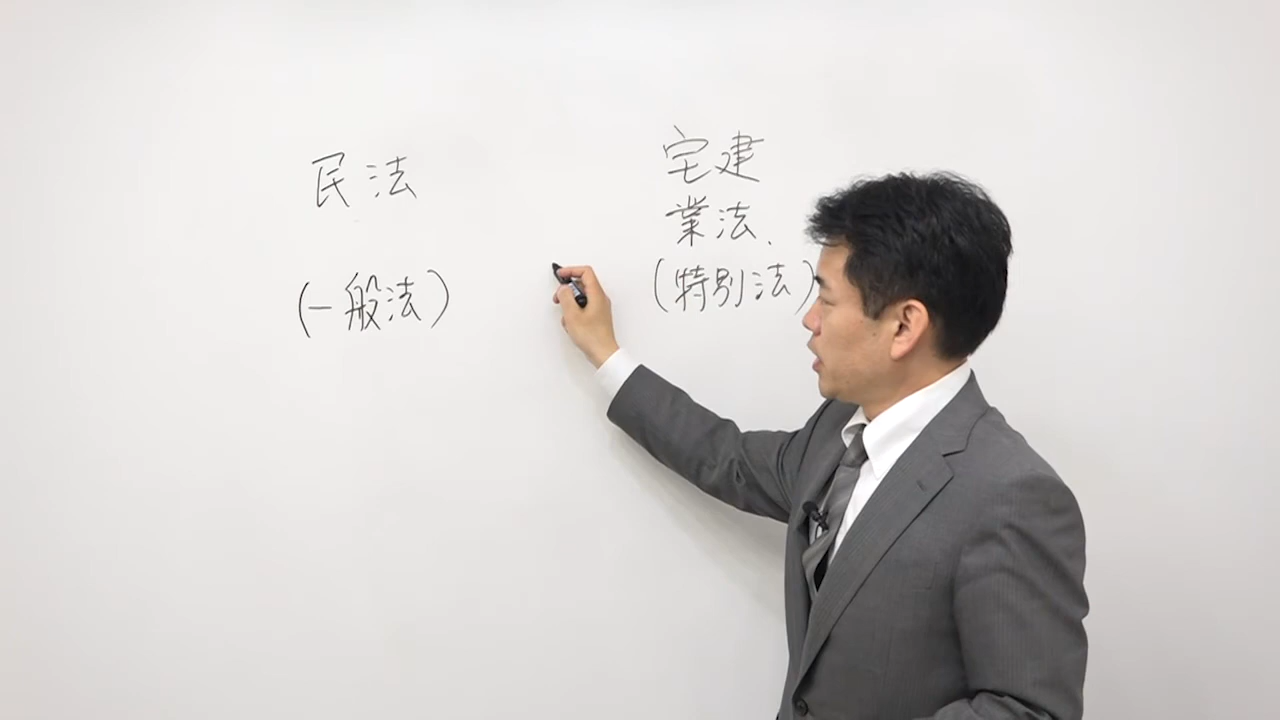 民法
(一般法)
宅建
業法、
(特別法)